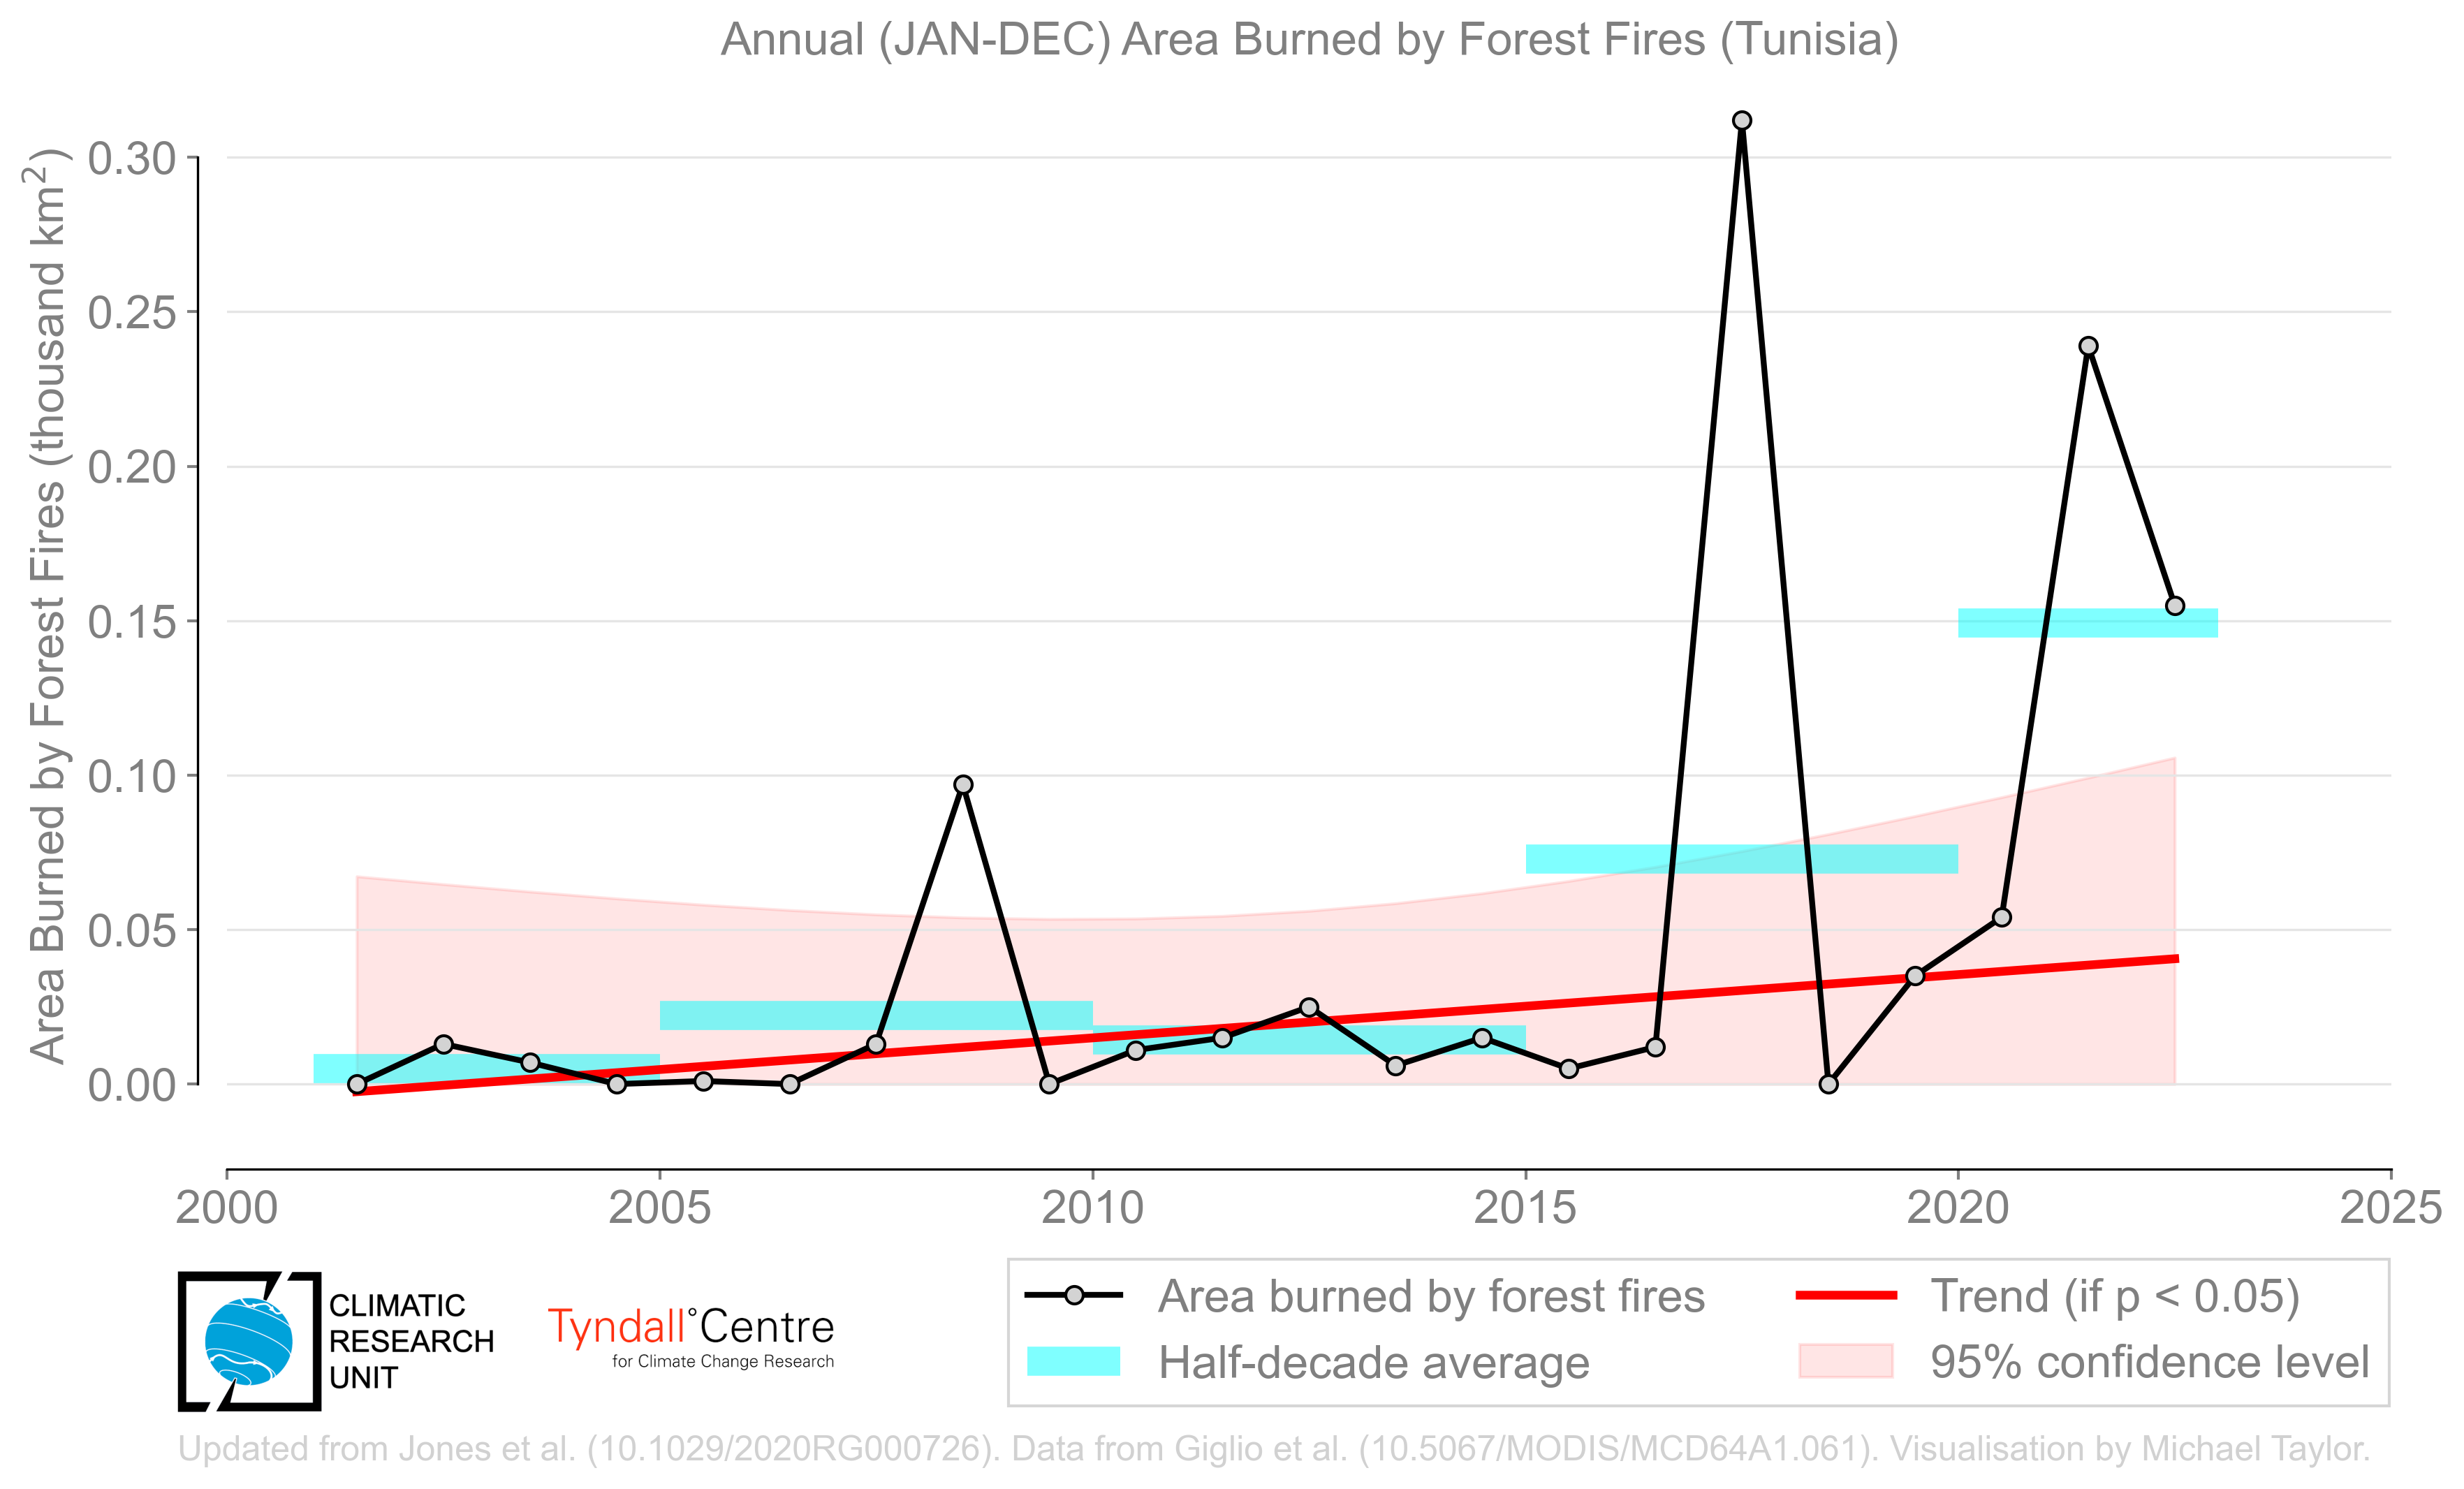 Annual (JAN-DEC) Area Burned by Forest Fires (Tunisia)
Area Burned by Forest Fires (thousand km²)
0.30
0.25
0.20
0.15
0.10
0.05
0.00
2000 2005 2010 2015 2020 2025
CLIMATIC
RESEARCH
UNIT
Tyndall°Centre
for Climate Change Research
Area burned by forest fires
Half-decade average
Trend (if p < 0.05)
95% confidence level
Updated from Jones et al. (10.1029/2020RG000726). Data from Giglio et al. (10.5067/MODIS/MCD64A1.061). Visualisation by Michael Taylor.